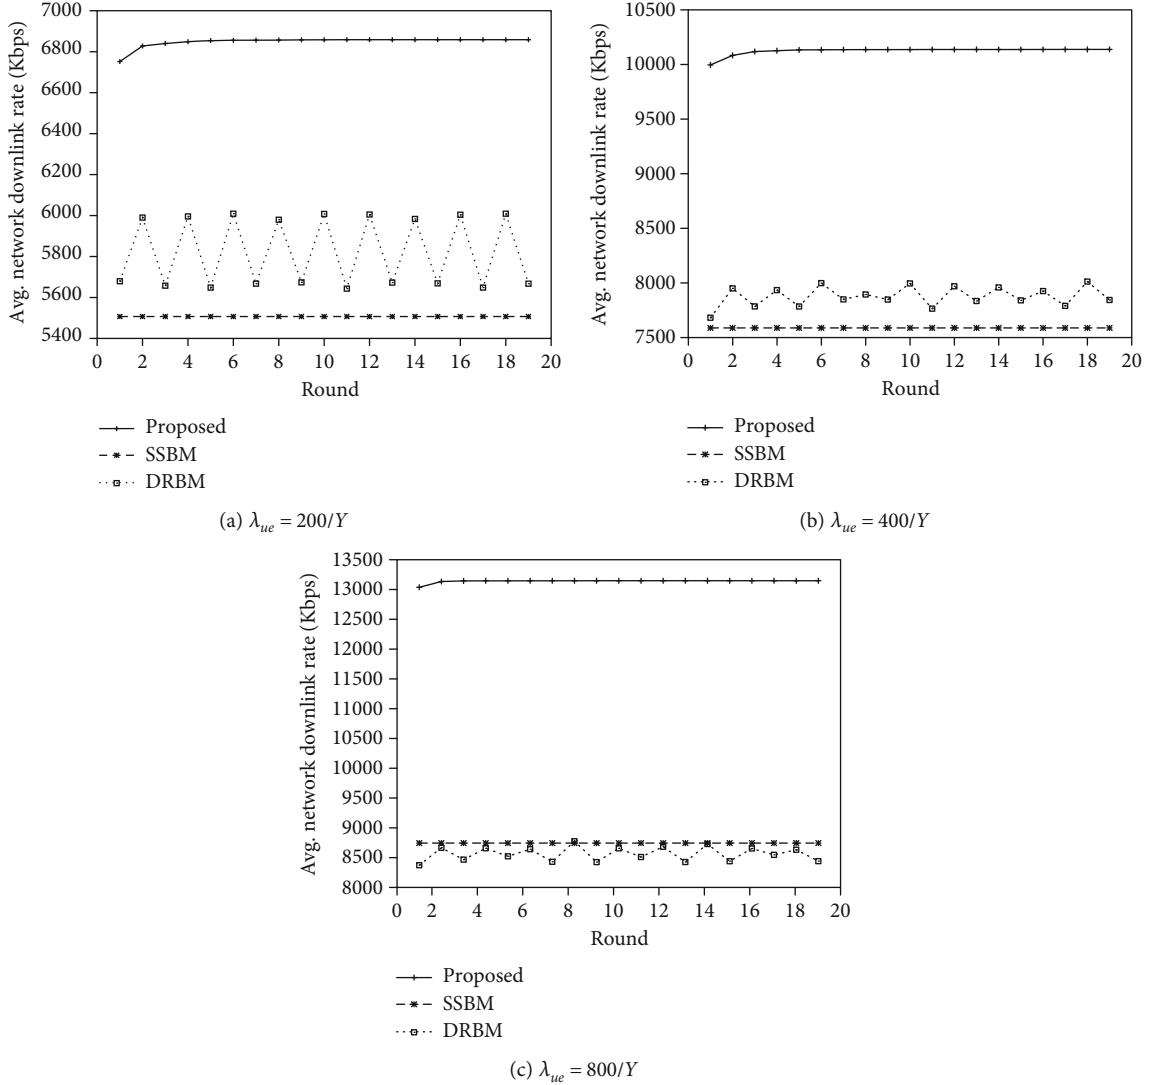 Avg. network downlink rate (Kbps)
7000
6800
6600
6400
6200
6000
5800
5600
5400
0 2 4 6 8 10 12 14 16 18 20
Round
Proposed
SSBM
DRBM
(a) λue = 200/Y
Avg. network downlink rate (Kbps)
10500
10000
9500
9000
8500
8000
7500
0 2 4 6 8 10 12 14 16 18 20
Round
Proposed
SSBM
DRBM
(b) λue = 400/Y
Avg. network downlink rate (Kbps)
13500
13000
12500
12000
11500
11000
10500
10000
9500
9000
8500
8000
0 2 4 6 8 10 12 14 16 18 20
Round
Proposed
SSBM
DRBM
(c) λue = 800/Y